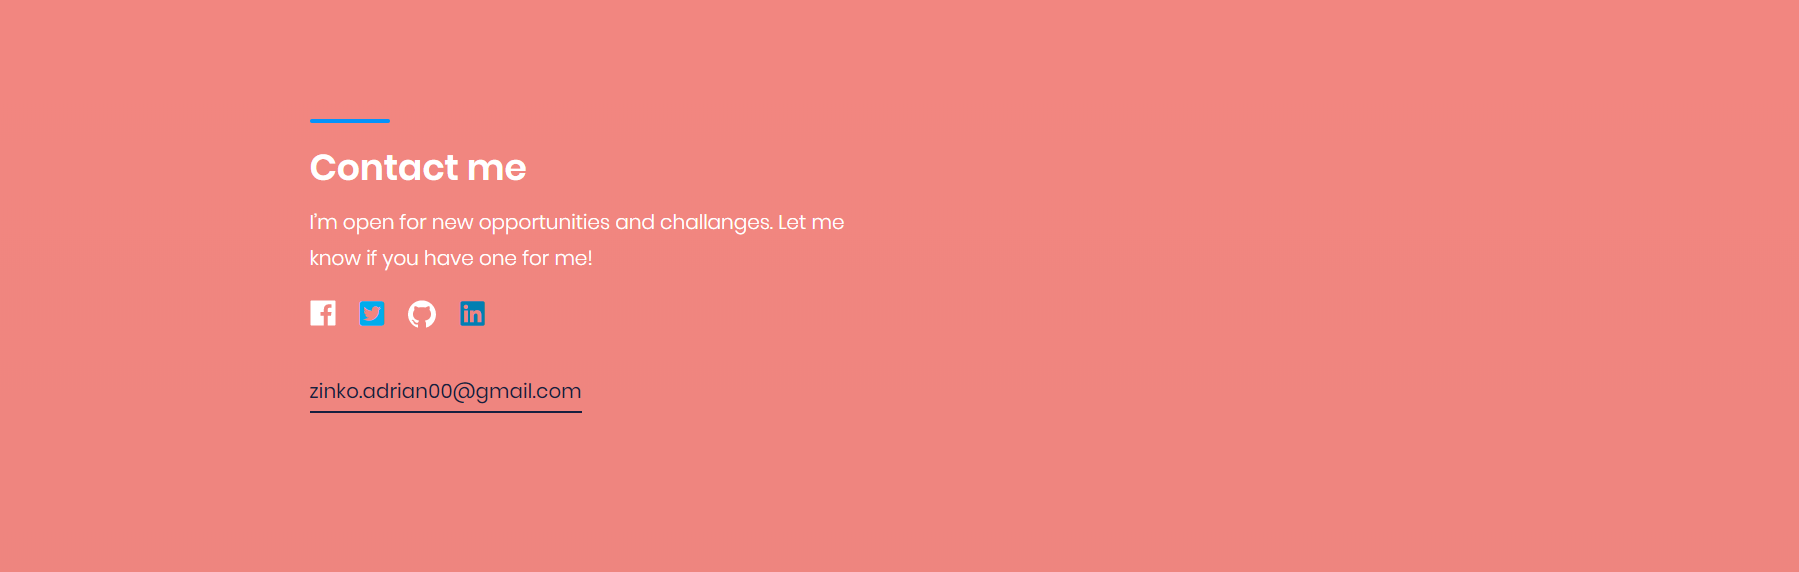 Contact me
I'm open for new opportunities and challanges. Let me
know if you have one for me!
zinko.adrian00@gmail.com